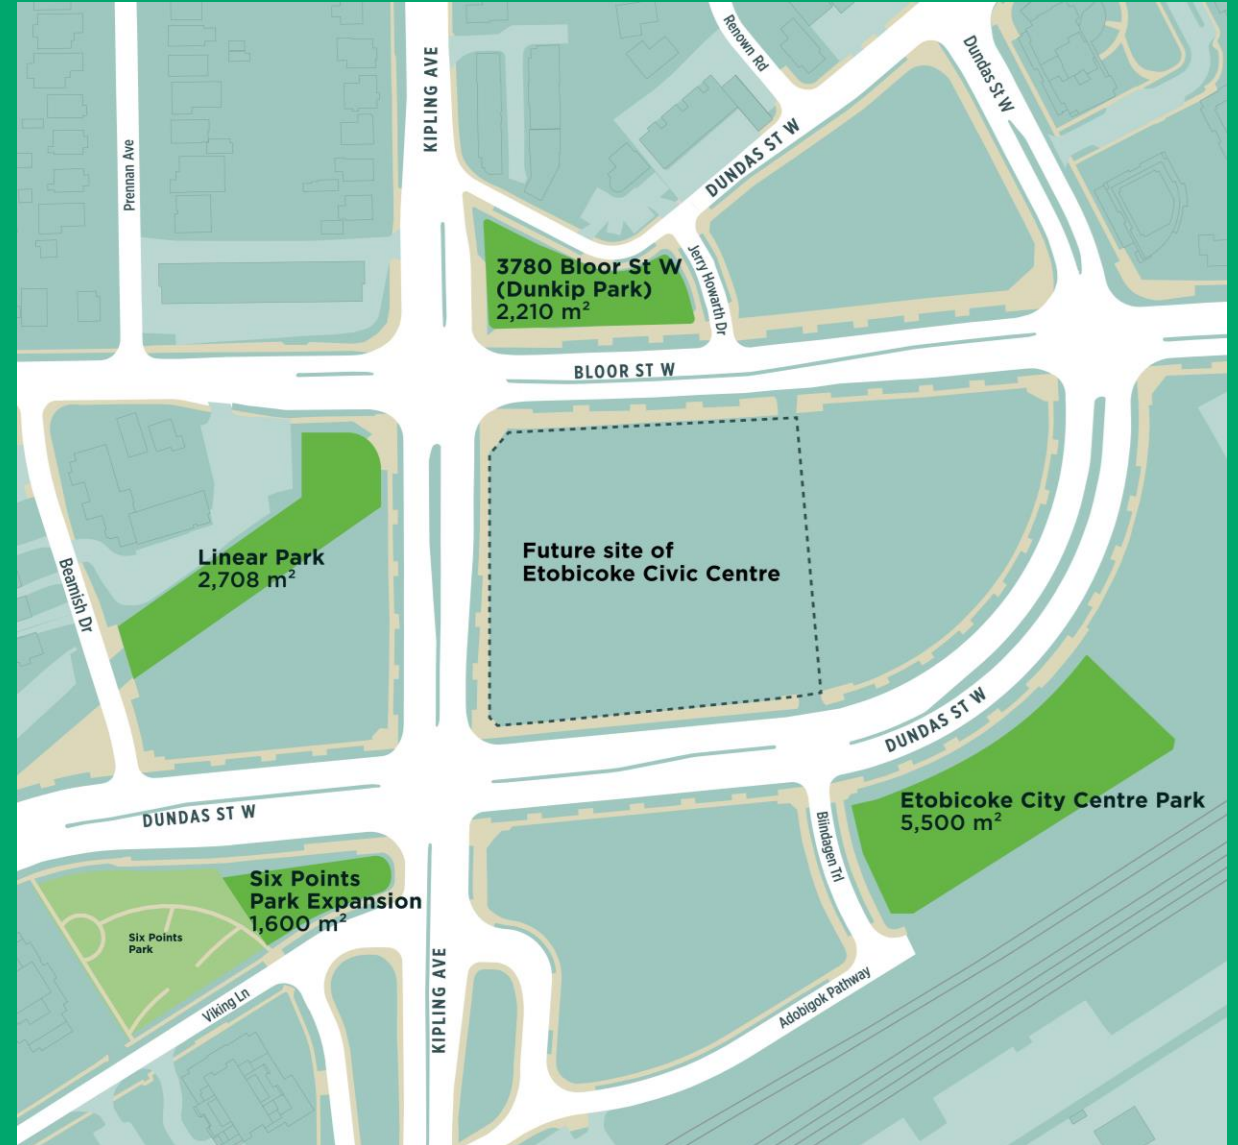 Renown Rd
Dundas St W
KIPLING AVE
DUNDAS ST W
Prennan Ave
3780 Bloor St W
(Dunkip Park)
2,210 m²
Jerry Howarth Dr
BLOOR ST W
Linear Park
2,708 m²
Future site of
Etobicoke Civic Centre
Beamish Dr
DUNDAS ST W
Etobicoke City Centre Park
5,500 m²
DUNDAS ST W
Blindagen Trl
Six Points
Park Expansion
1,600 m²
Six Points
Park
KIPLING AVE
Viking Ln
Adobigok Pathway